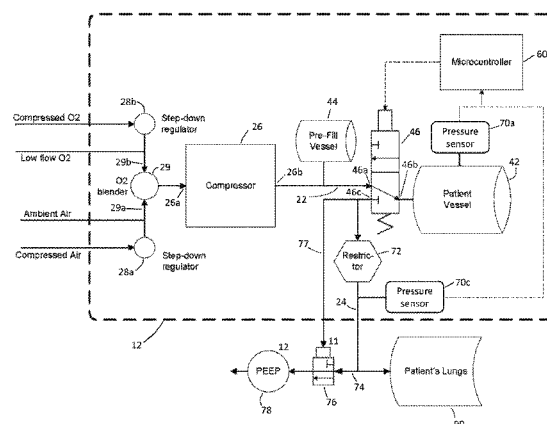 Microcontroller
60
28b
44
46
Compressed O2
Step-down regulator
26
Pre-Fill Vessel
Pressure sensor
70a
42
Low flow O2
29b
29
O2 blender
Compressor
26b
46a
46b
26a
22
46c
Patient Vessel
29a
Ambient Air
77
Restric-tor
72
Compressed Air
Step-down regulator
28a
Pressure sensor
70c
24
12
12
11
PEEP
74
Patient's Lungs
76
78
90